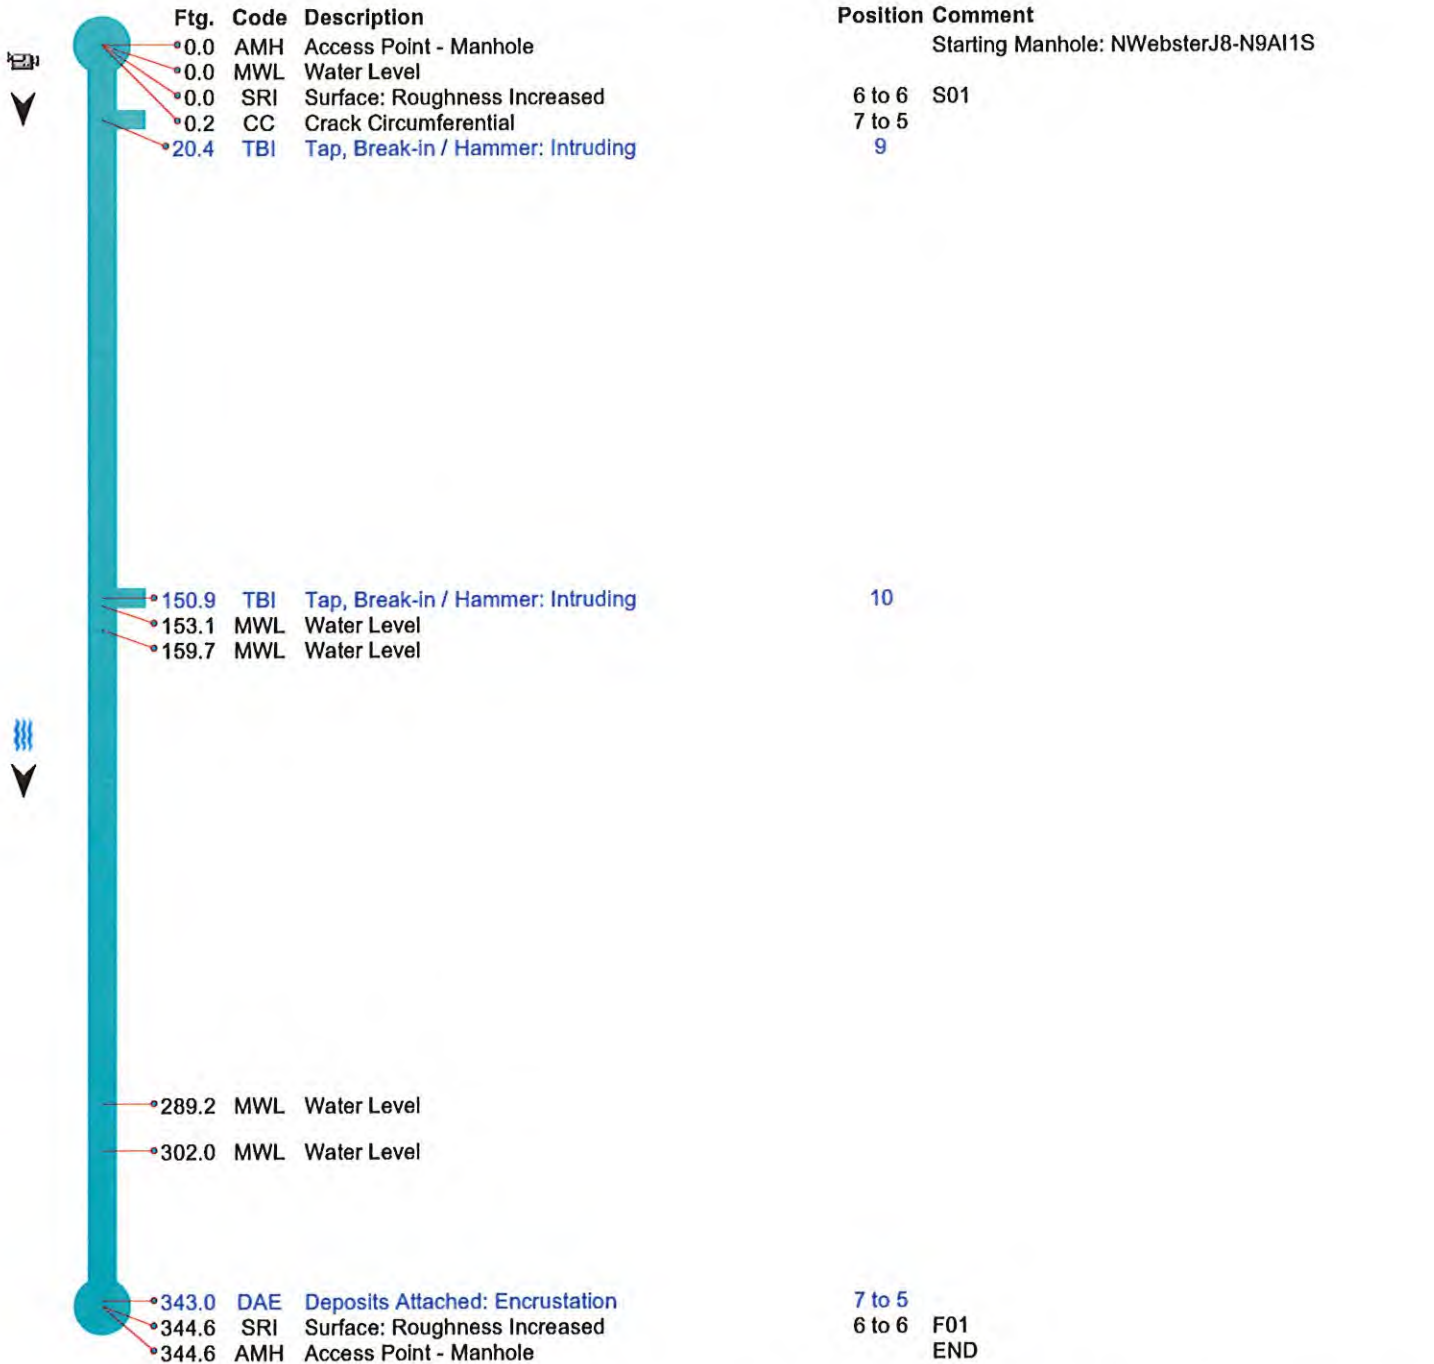 Ftg. Code Description Position Comment
0.0 AMH Access Point - Manhole Starting Manhole: NWebsterJ8-N9AI1S
0.0 MWL Water Level
0.0 SRI Surface: Roughness Increased 6 to 6 S01
0.2 CC Crack Circumferential 7 to 5
20.4 TBI Tap, Break-in / Hammer: Intruding 9
150.9 TBI Tap, Break-in / Hammer: Intruding 10
153.1 MWL Water Level
159.7 MWL Water Level
289.2 MWL Water Level
302.0 MWL Water Level
343.0 DAE Deposits Attached: Encrustation 7 to 5
344.6 SRI Surface: Roughness Increased 6 to 6 F01
344.6 AMH Access Point - Manhole END